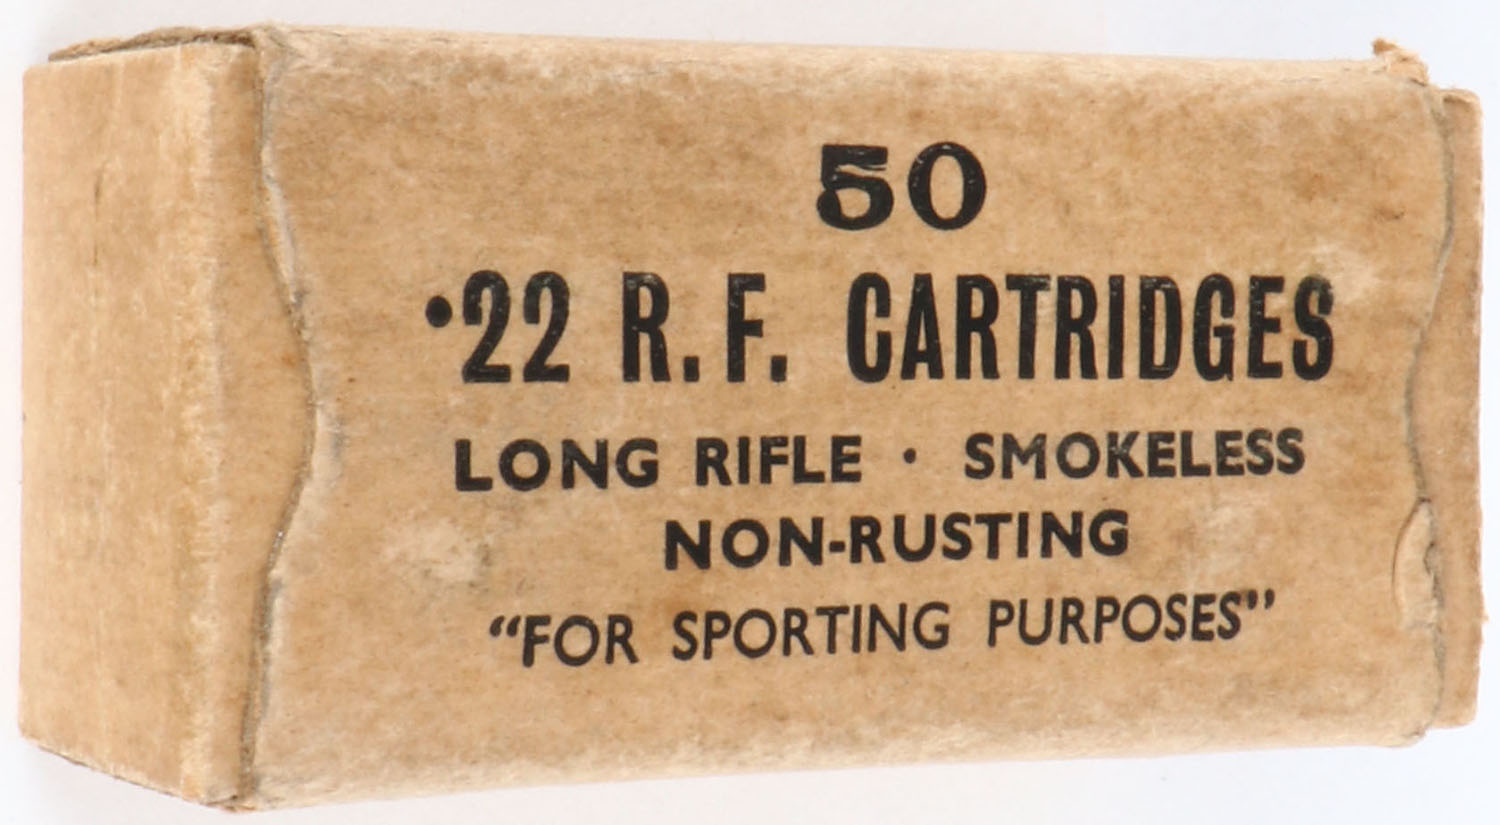 50
·22 R.F. CARTRIDGES
LONG RIFLE · SMOKELESS
NON-RUSTING
“FOR SPORTING PURPOSES”